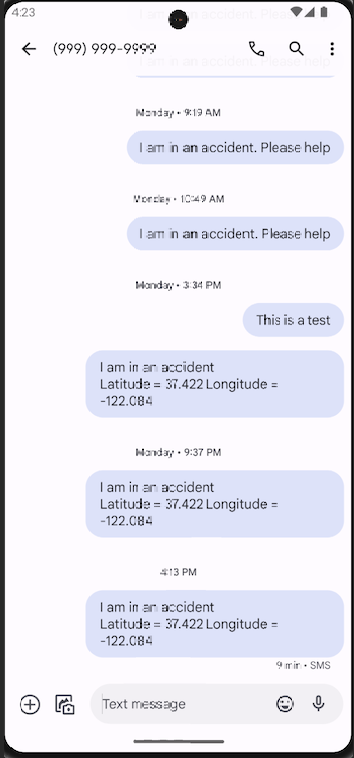 4:23
(999) 999-9999
I am in an accident. Please help
Monday • 9:19 AM
I am in an accident. Please help
Monday • 10:49 AM
I am in an accident. Please help
Monday • 3:34 PM
This is a test
I am in an accident
Latitude = 37.422 Longitude =
-122.084
Monday • 9:37 PM
I am in an accident
Latitude = 37.422 Longitude =
-122.084
4:13 PM
I am in an accident
Latitude = 37.422 Longitude =
-122.084
9 min • SMS
Text message